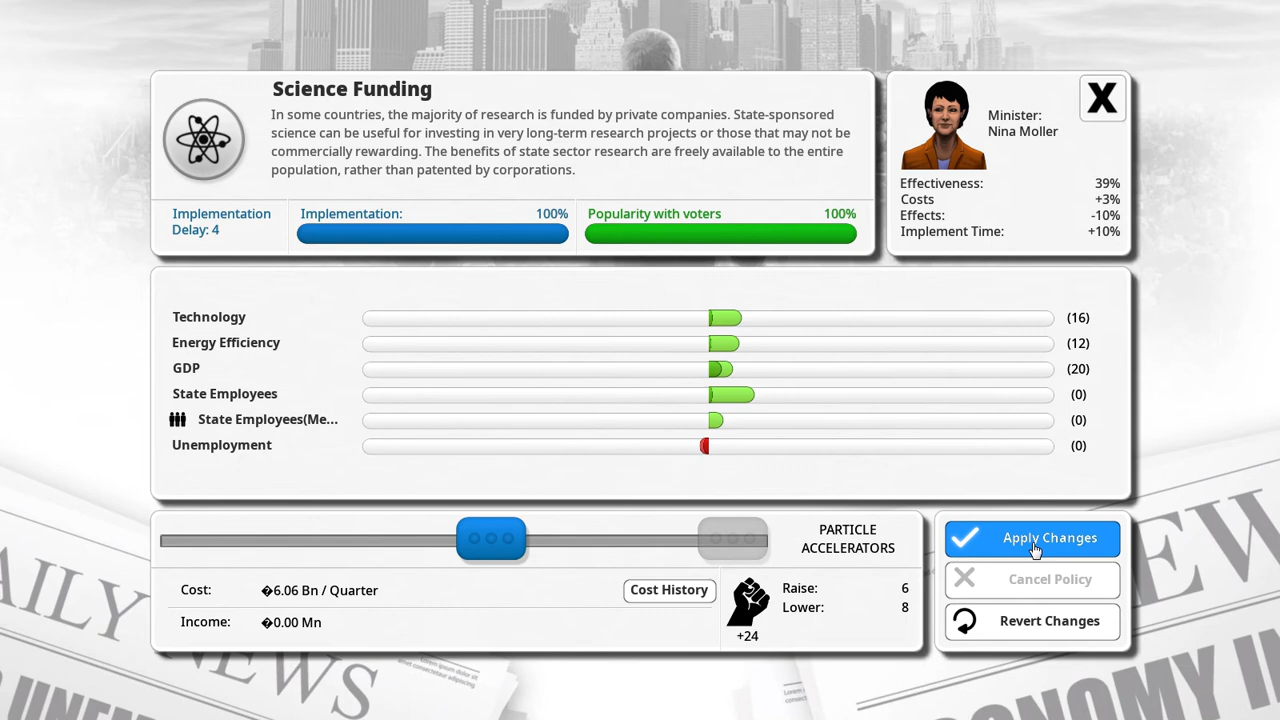 Science Funding
In some countries, the majority of research is funded by private companies. State-sponsored
science can be useful for investing in very long-term research projects or those that may not be
commercially rewarding. The benefits of state sector research are freely available to the entire
population, rather than patented by corporations.
Implementation
Delay: 4
Implementation: 100%
Popularity with voters 100%
X
Minister:
Nina Moller
Effectiveness: 39%
Costs +3%
Effects: -10%
Implement Time: +10%
Technology (16)
Energy Efficiency (12)
GDP (20)
State Employees (0)
State Employees(Me... (0)
Unemployment (0)
PARTICLE
ACCELERATORS
Cost: �6.06 Bn / Quarter
Cost History
Income: �0.00 Mn
+24
Raise: 6
Lower: 8
Apply Changes
Cancel Policy
Revert Changes
DAILY NEWS
NEWS
ECONOMY IN